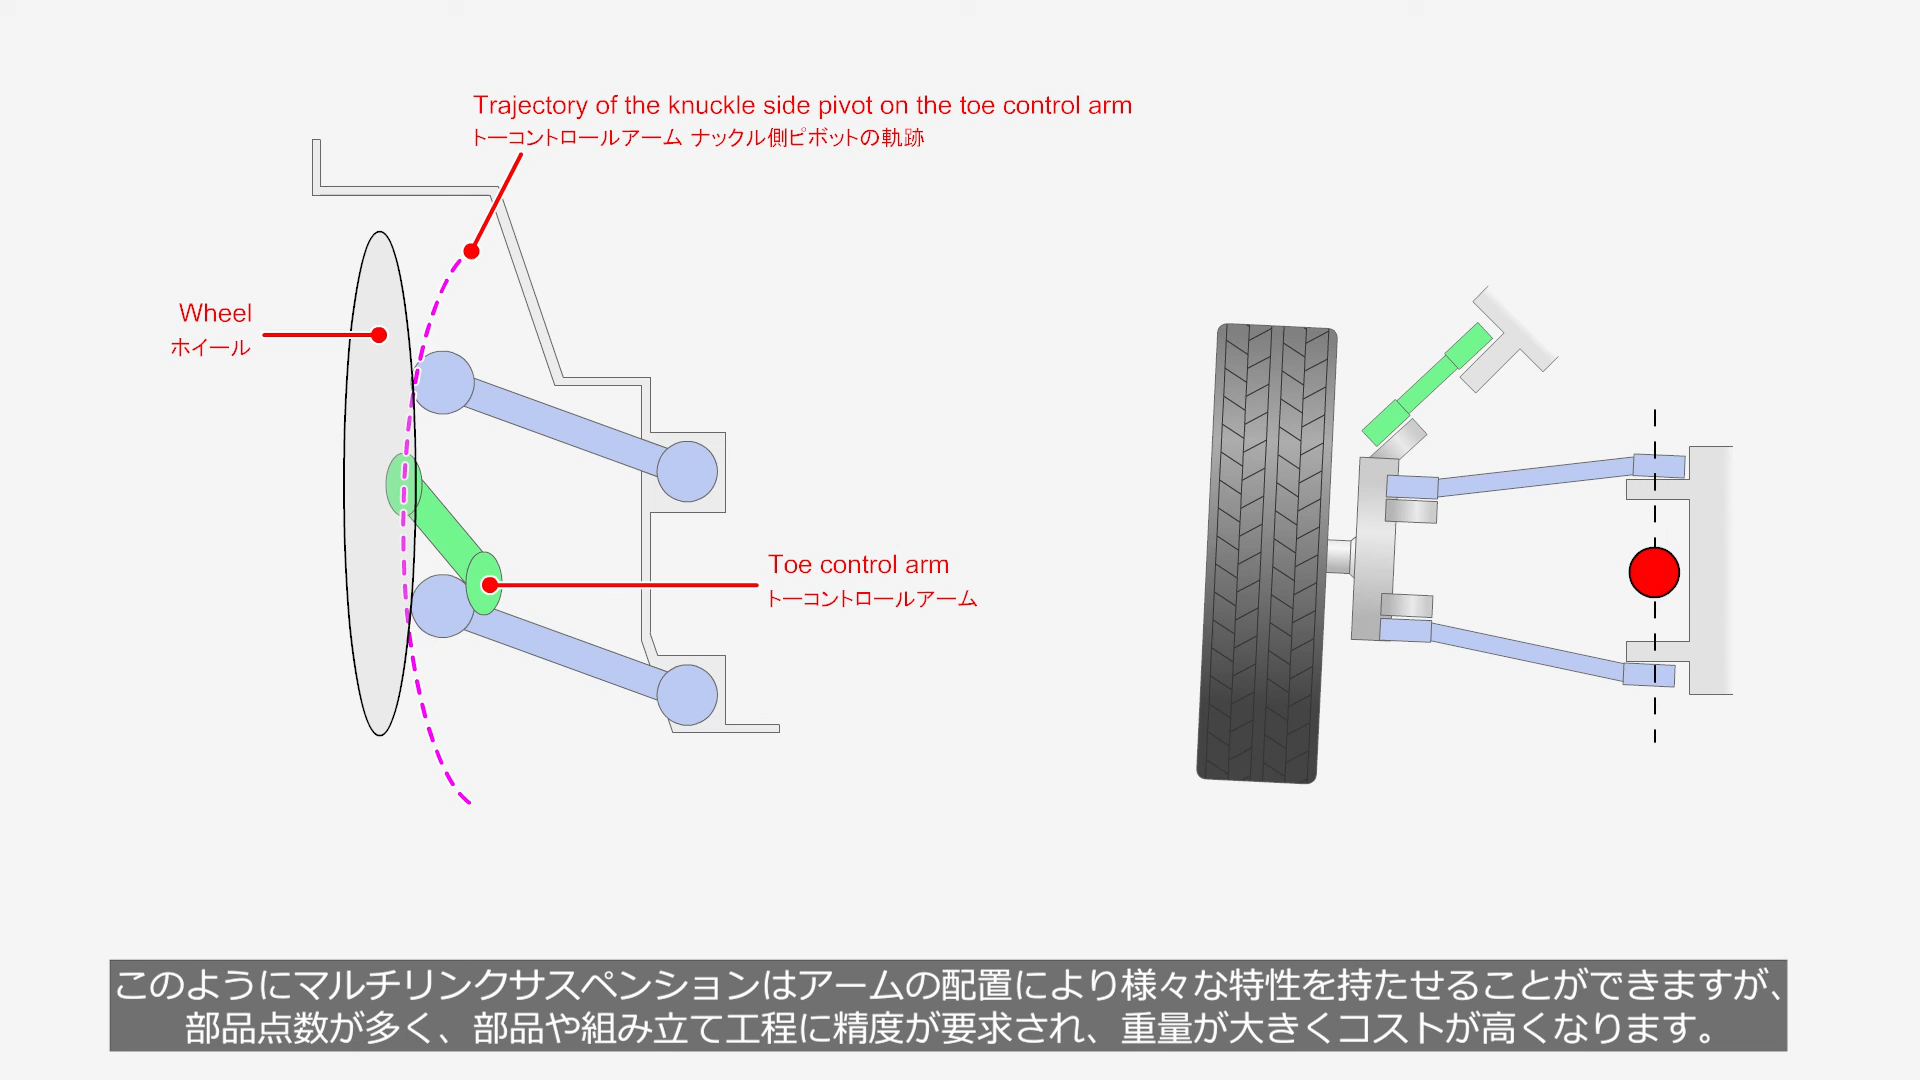 Trajectory of the knuckle side pivot on the toe control arm
トーコントロールアーム ナックル側ピボットの軌跡
Wheel
ホイール
Toe control arm
トーコントロールアーム
このようにマルチリンクサスペンションはアームの配置により様々な特性を持たせることができますが、
部品点数が多く、部品や組み立て工程に精度が要求され、重量が大きくコストが高くなります。